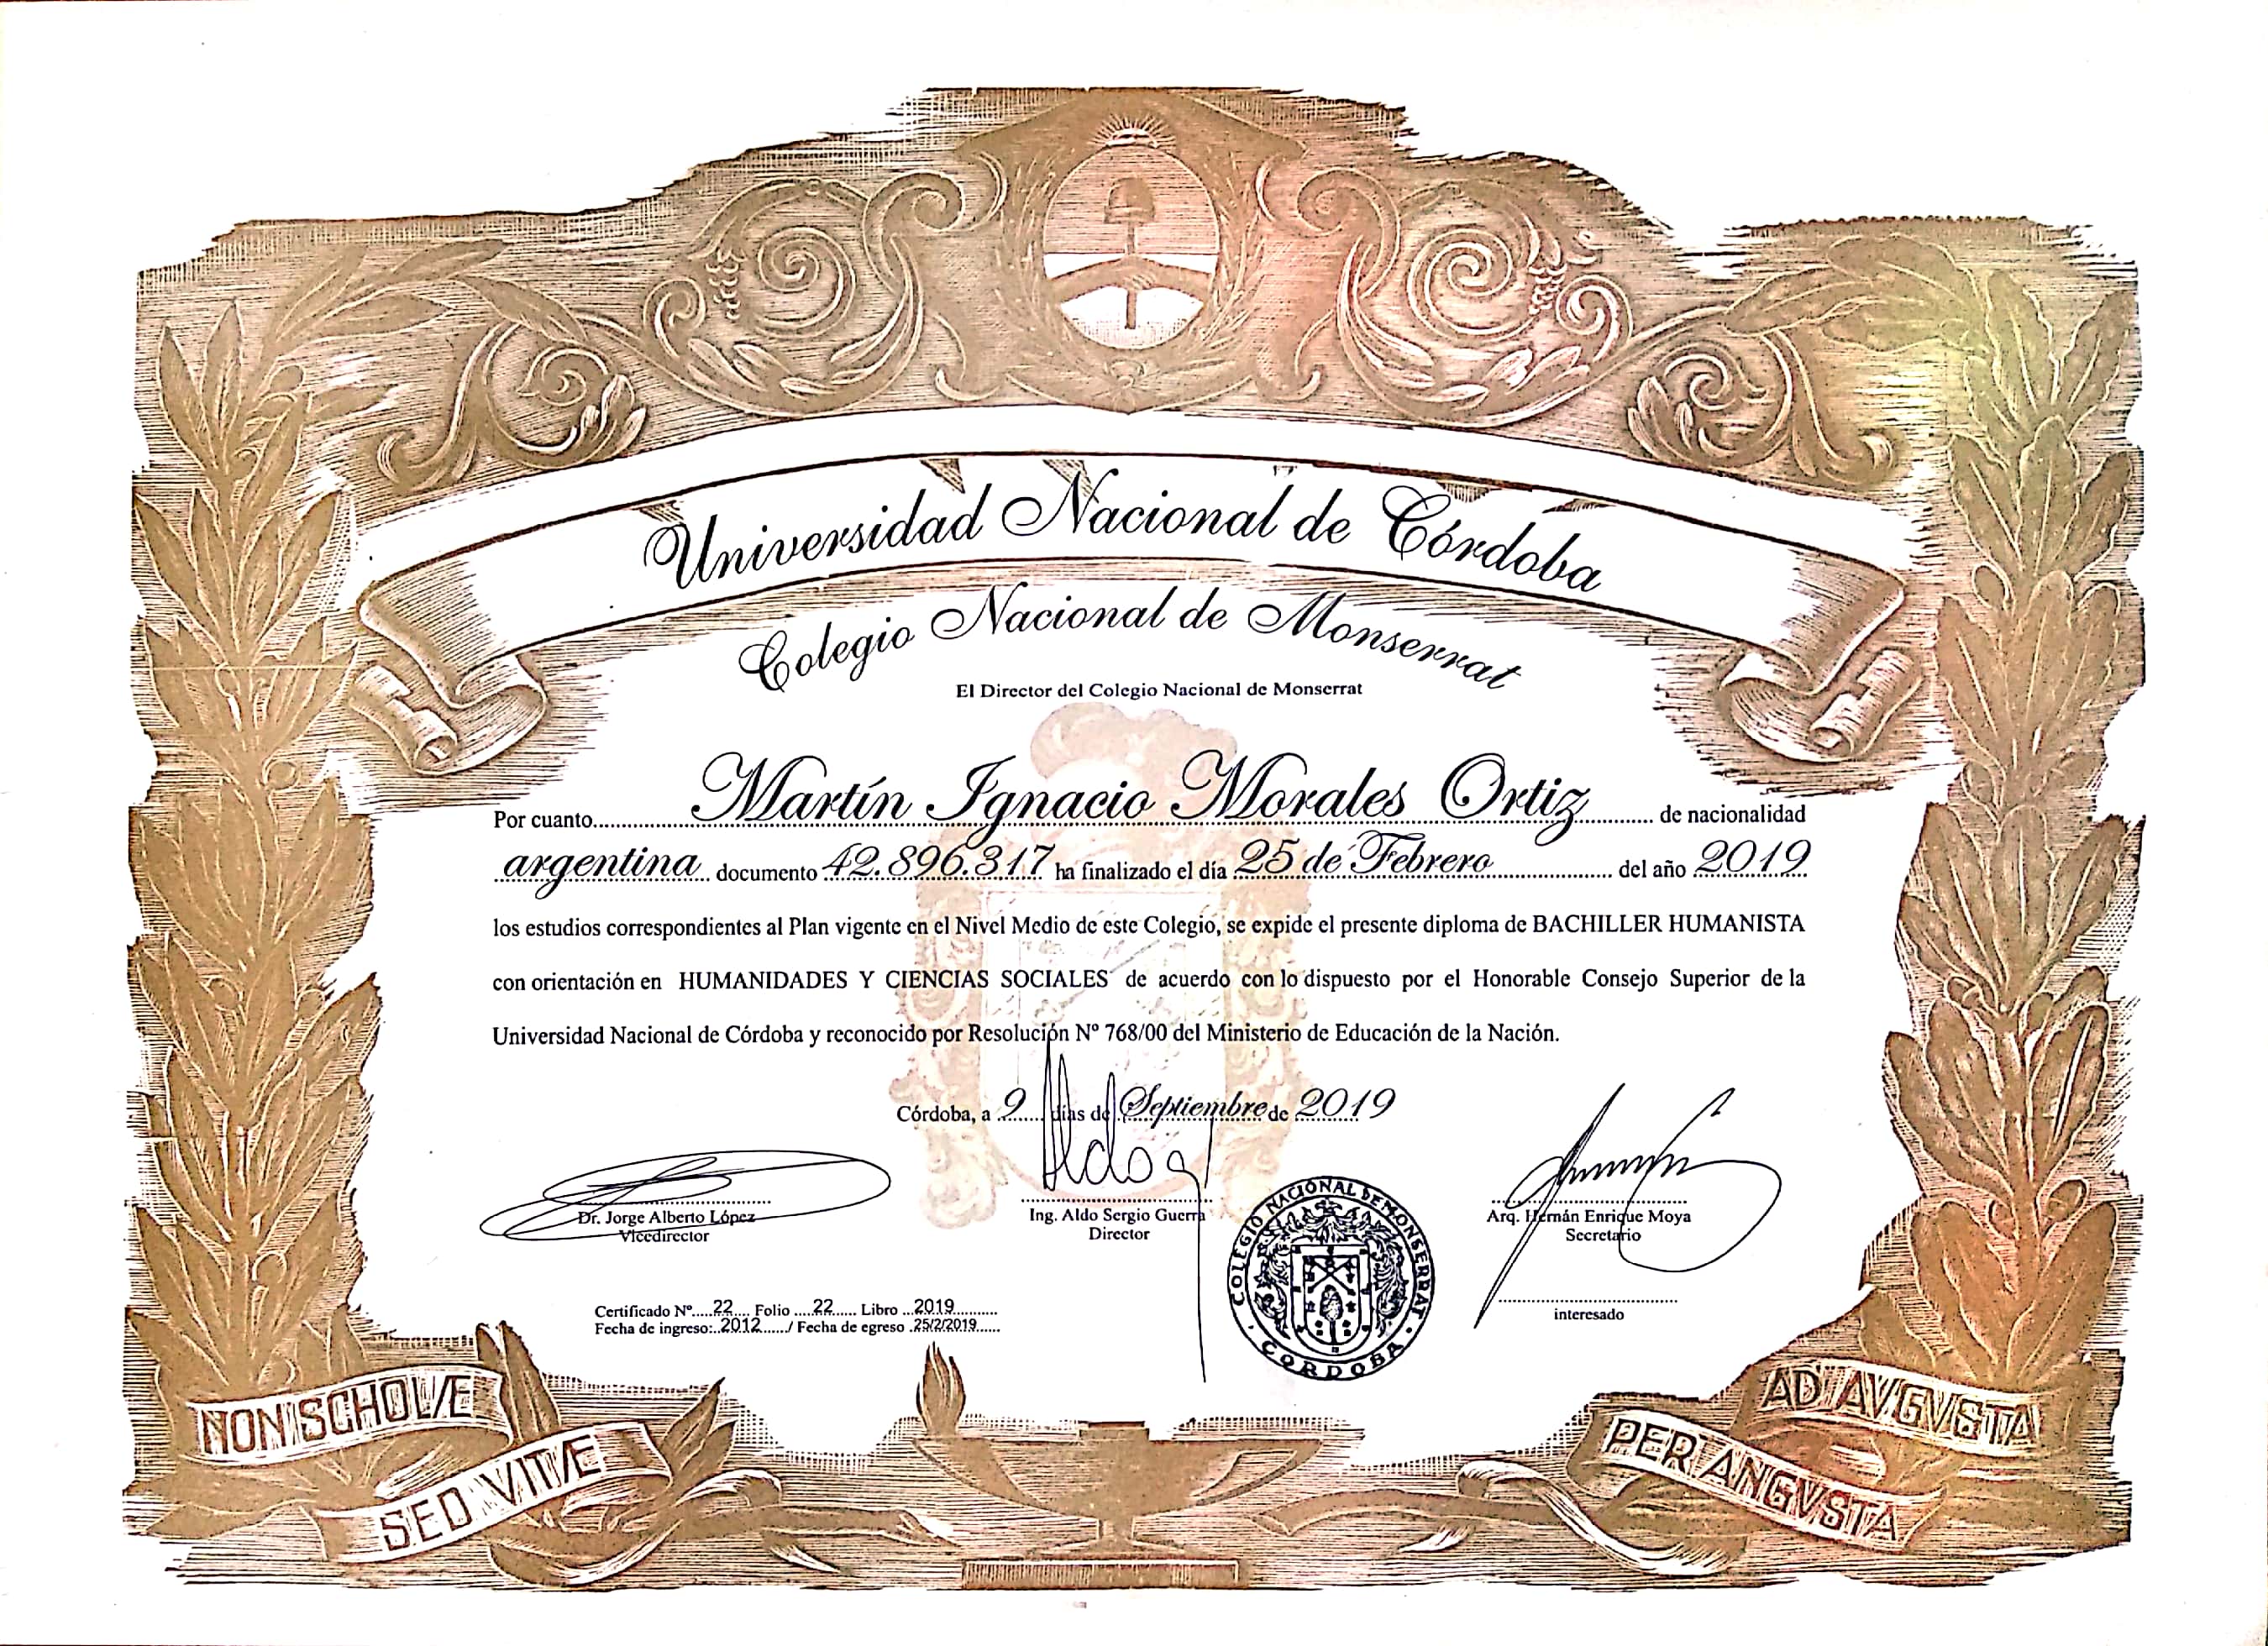 Universidad Nacional de Córdoba
Colegio Nacional de Monserrat
El Director del Colegio Nacional de Monserrat
Por cuanto Martín Ignacio Morales Ortiz de nacionalidad
argentina documento 42.896.317 ha finalizado el día 25 de Febrero del año 2019
los estudios correspondientes al Plan vigente en el Nivel Medio de este Colegio, se expide el presente diploma de BACHILLER HUMANISTA
con orientación en HUMANIDADES Y CIENCIAS SOCIALES de acuerdo con lo dispuesto por el Honorable Consejo Superior de la
Universidad Nacional de Córdoba y reconocido por Resolución Nº 768/00 del Ministerio de Educación de la Nación.
Córdoba, a 9 días de Septiembre de 2019
Dr. Jorge Alberto López
Vicedirector
Ing. Aldo Sergio Guerra
Director
Arq. Hernán Enrique Moya
Secretario
COLEGIO NACIONAL DE MONSERRAT
· CORDOBA ·
interesado
Certificado Nº.....22.... Folio ....22..... Libro ...2019..........
Fecha de ingreso:..2012....../ Fecha de egreso .25/2/2019......
NON SCHOLÆ
SED VITÆ
AD AVGVSTA
PER ANGVSTA